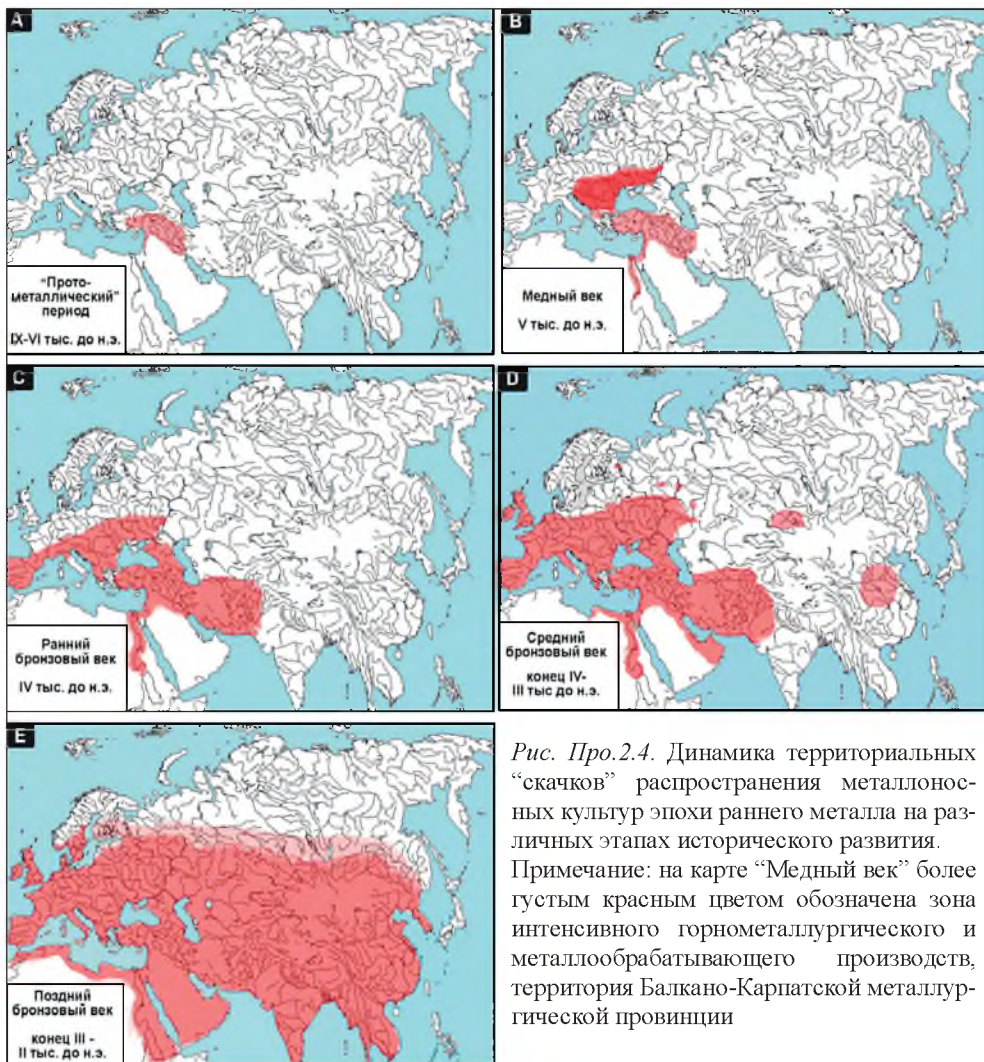 A
"Прото-
металлический"
период
IX-VI тыс. до н.э.
B
Медный век
V тыс. до н.э.
C
Ранний
бронзовый век
IV тыс. до н.э.
D
Средний
бронзовый век
конец IV-
III тыс до н.э.
E
Поздний
бронзовый век
конец III -
II тыс. до н.э.
Рис. Про.2.4. Динамика территориальных
“скачков” распространения металлонос-
ных культур эпохи раннего металла на раз-
личных этапах исторического развития.
Примечание: на карте “Медный век” более
густым красным цветом обозначена зона
интенсивного горнометаллургического и
металлообрабатывающего производств,
территория Балкано-Карпатской металлур-
гической провинции